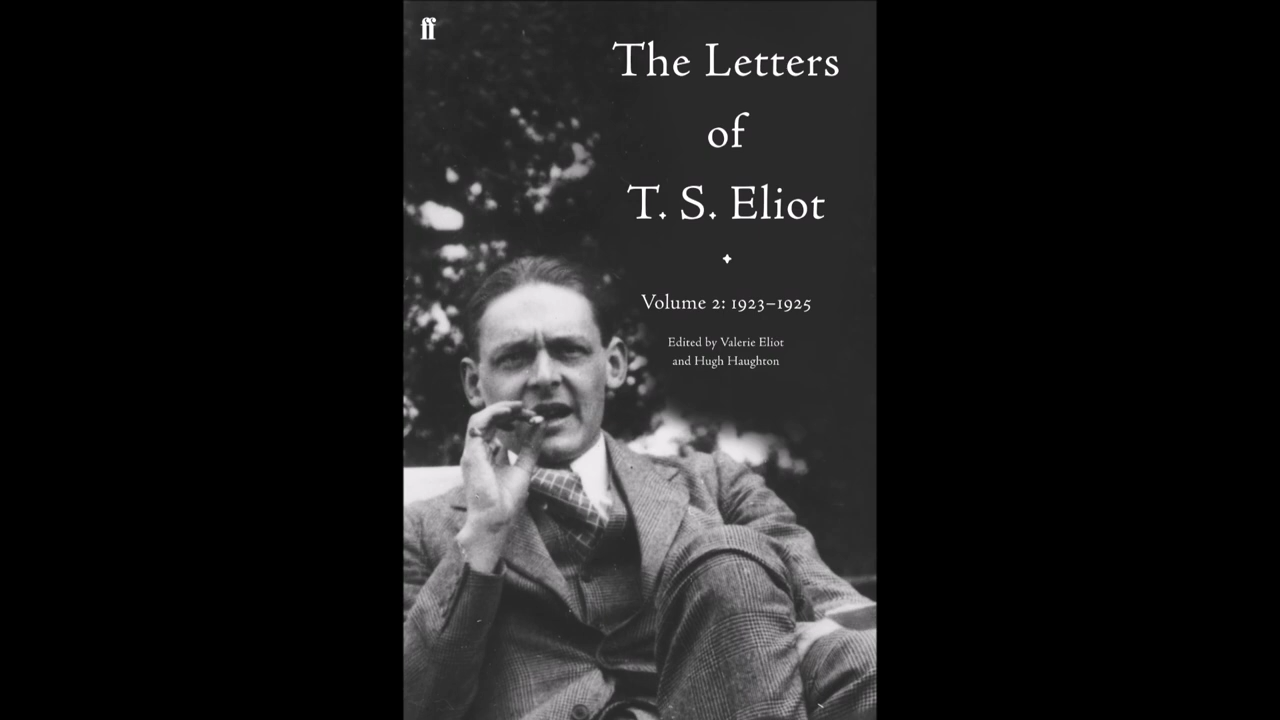 ff
The Letters
of
T. S. Eliot
Volume 2: 1923–1925
Edited by Valerie Eliot
and Hugh Haughton